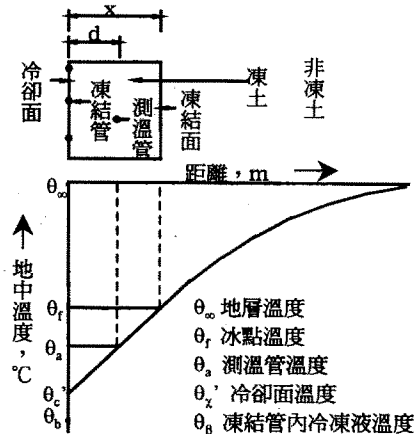 x
d
冷卻面
凍結管
測溫管
凍結面
凍土
非凍土
距離，m
θ∞
θf
θa
θc'
θb
地中溫度，℃
θ∞ 地層溫度
θf 冰點溫度
θa 測溫管溫度
θχ' 冷卻面溫度
θβ 凍結管內冷凍液溫度